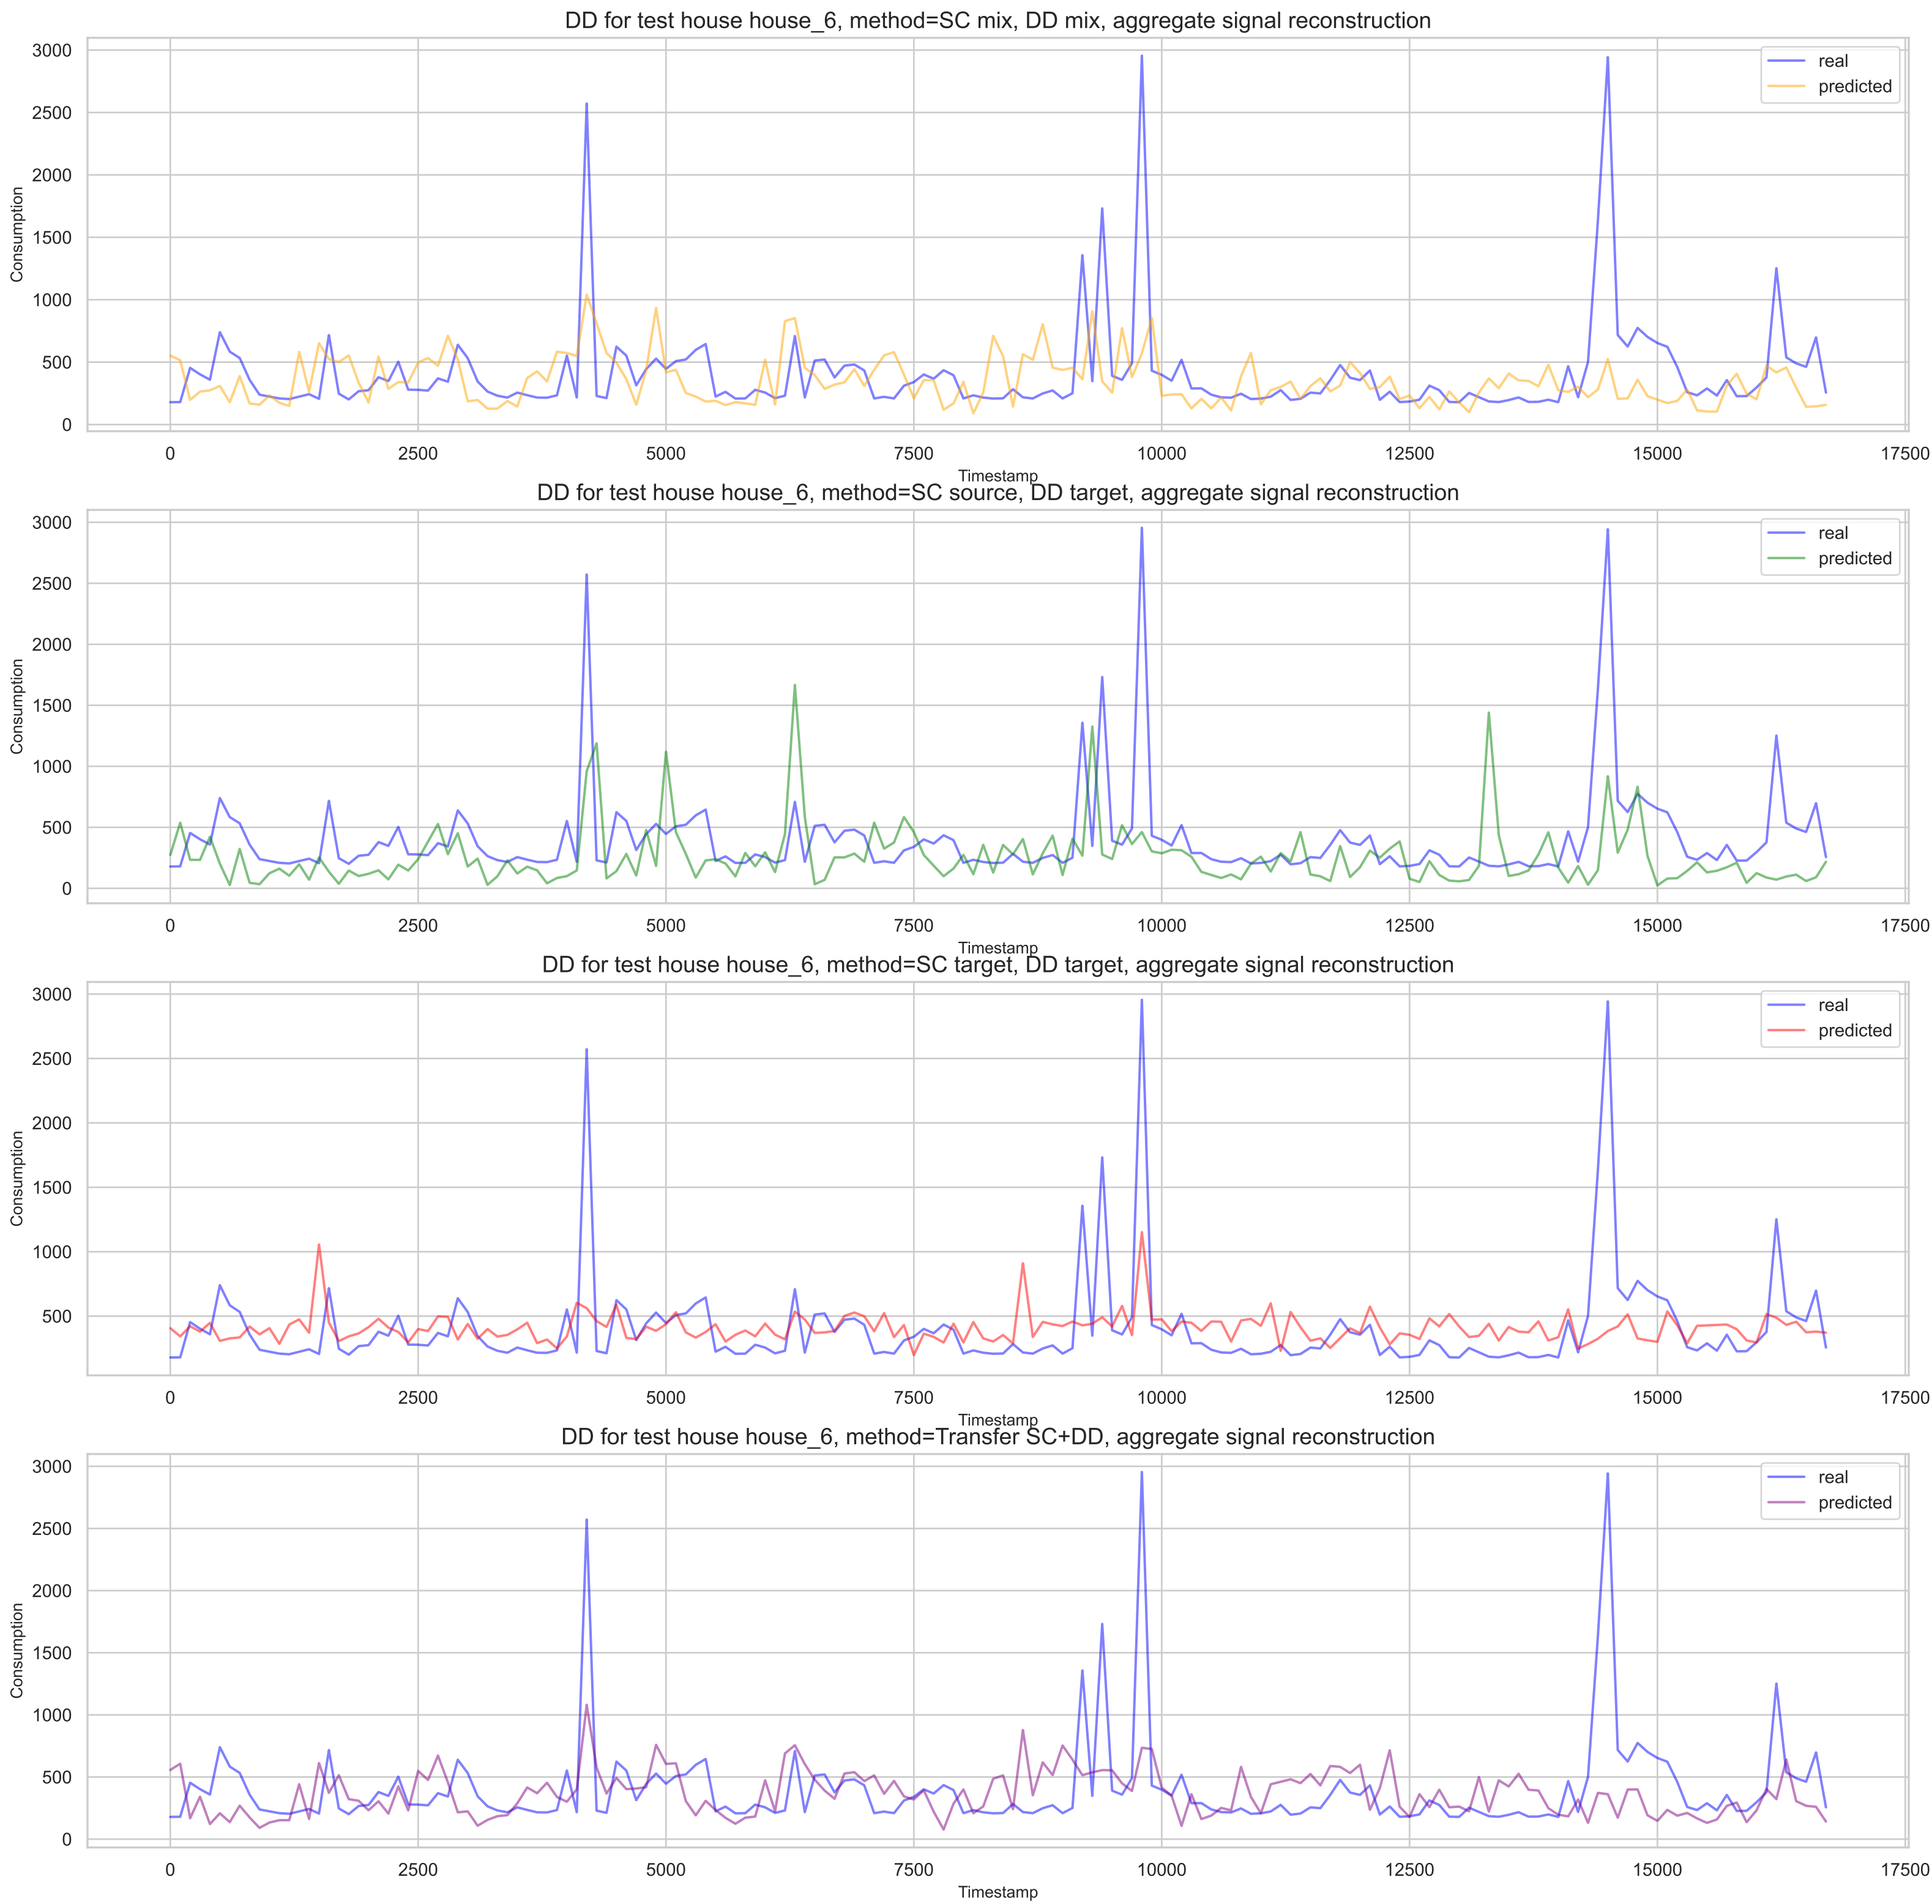 DD for test house house_6, method=SC mix, DD mix, aggregate signal reconstruction
3000
2500
2000
1500
1000
500
0
Consumption
real
predicted
0 2500 5000 7500 10000 12500 15000 17500
Timestamp
DD for test house house_6, method=SC source, DD target, aggregate signal reconstruction
3000
2500
2000
1500
1000
500
0
Consumption
real
predicted
0 2500 5000 7500 10000 12500 15000 17500
Timestamp
DD for test house house_6, method=SC target, DD target, aggregate signal reconstruction
3000
2500
2000
1500
1000
500
Consumption
real
predicted
0 2500 5000 7500 10000 12500 15000 17500
Timestamp
DD for test house house_6, method=Transfer SC+DD, aggregate signal reconstruction
3000
2500
2000
1500
1000
500
0
Consumption
real
predicted
0 2500 5000 7500 10000 12500 15000 17500
Timestamp